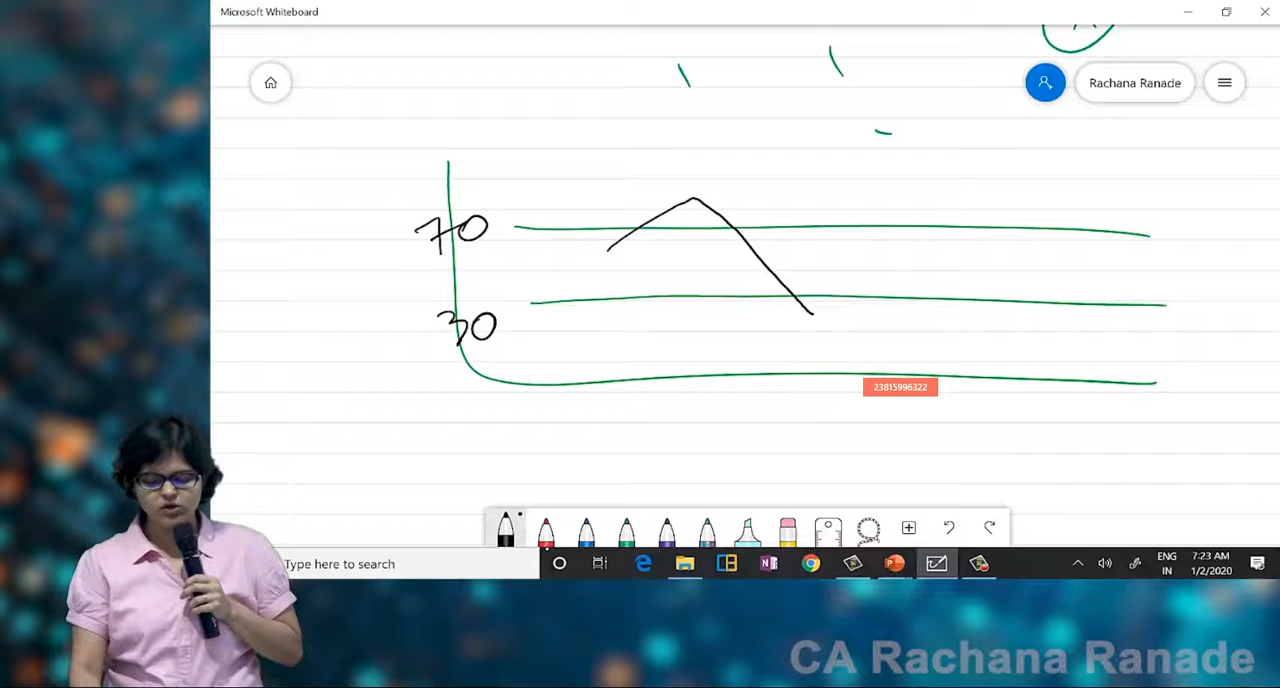 Microsoft Whiteboard
Rachana Ranade
70
30
23815996322
Type here to search
ENG
IN
7:23 AM
1/2/2020
CA Rachana Ranade